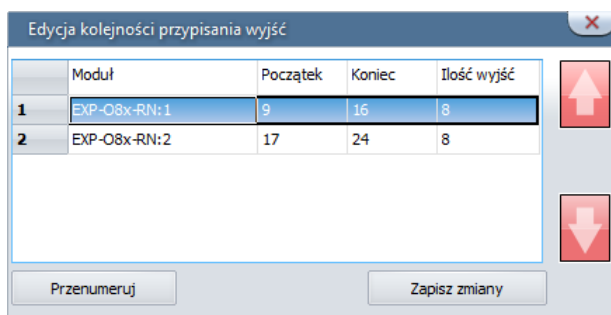 Edycja kolejności przypisania wyjść
Moduł Początek Koniec Ilość wyjść
1 EXP-O8x-RN:1 9 16 8
2 EXP-O8x-RN:2 17 24 8
Przenumeruj Zapisz zmiany